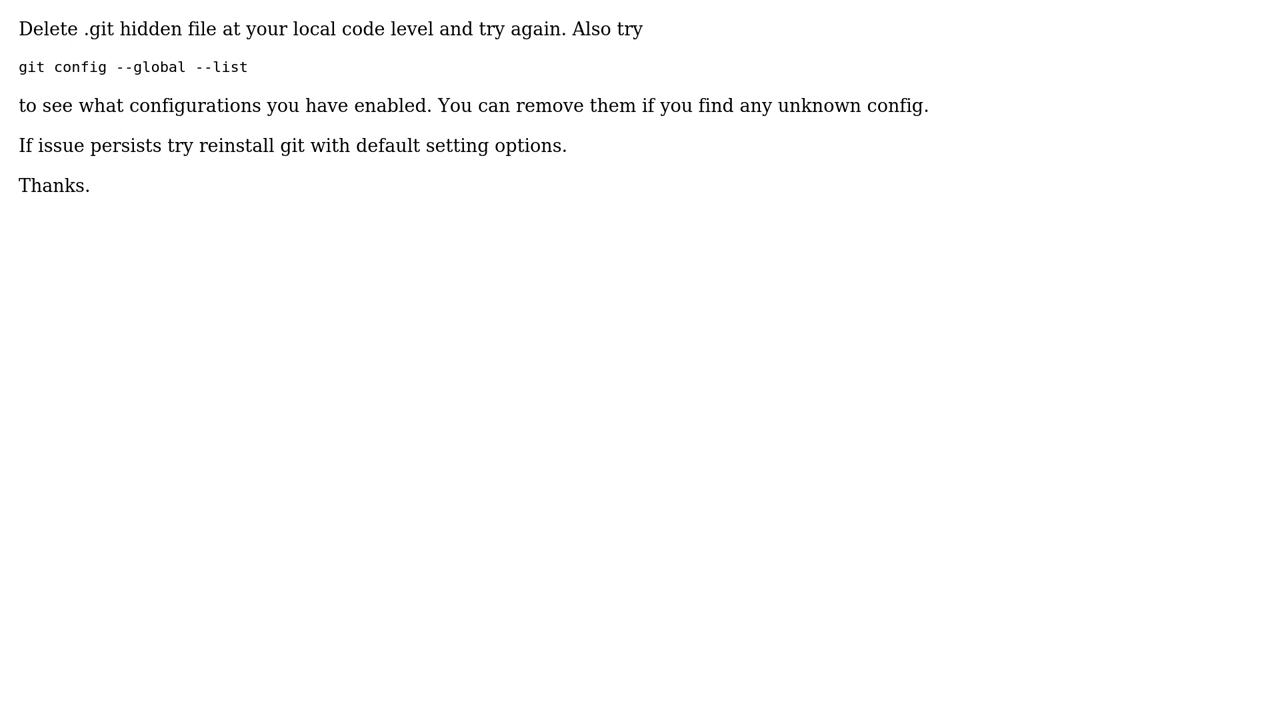 Delete .git hidden file at your local code level and try again. Also try
git config --global --list
to see what configurations you have enabled. You can remove them if you find any unknown config.
If issue persists try reinstall git with default setting options.
Thanks.